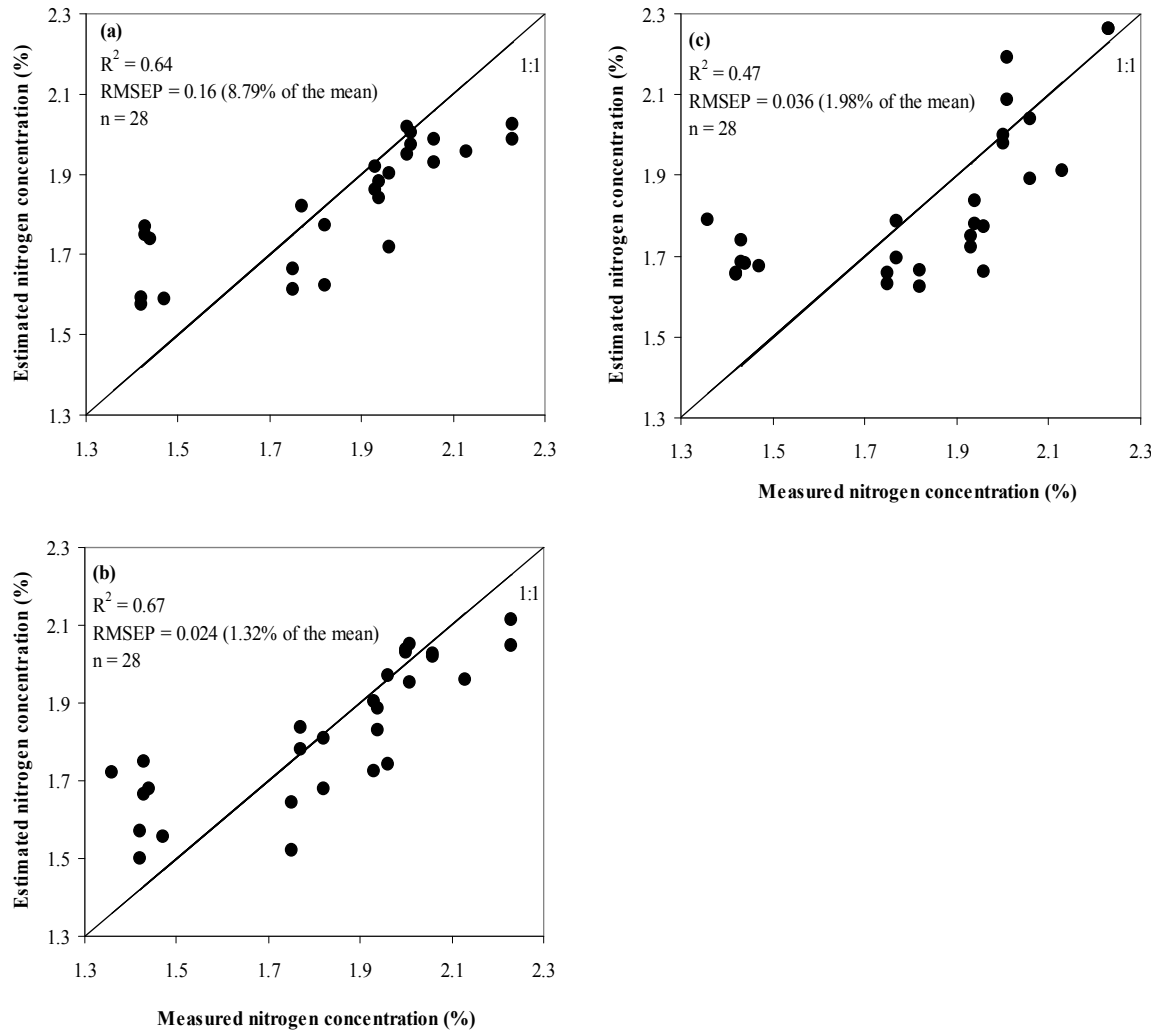 (a)
R² = 0.64
RMSEP = 0.16 (8.79% of the mean)
n = 28
1:1
Estimated nitrogen concentration (%)
2.3
2.1
1.9
1.7
1.5
1.3
1.3 1.5 1.7 1.9 2.1 2.3
(c)
R² = 0.47
RMSEP = 0.036 (1.98% of the mean)
n = 28
1:1
Estimated nitrogen concentration (%)
2.3
2.1
1.9
1.7
1.5
1.3
1.3 1.5 1.7 1.9 2.1 2.3
Measured nitrogen concentration (%)
(b)
R² = 0.67
RMSEP = 0.024 (1.32% of the mean)
n = 28
1:1
Estimated nitrogen concentration (%)
2.3
2.1
1.9
1.7
1.5
1.3
1.3 1.5 1.7 1.9 2.1 2.3
Measured nitrogen concentration (%)